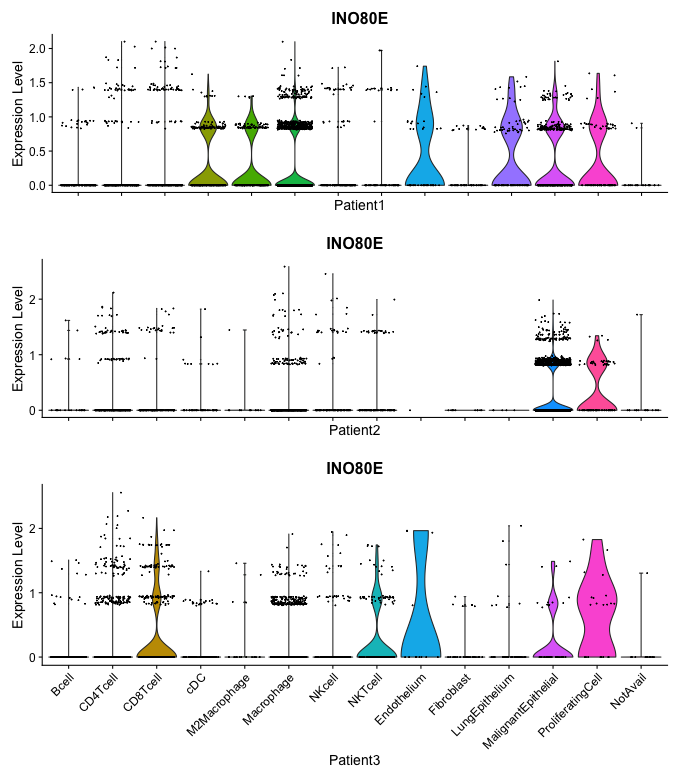 INO80E
Expression Level
2.0
1.5
1.0
0.5
0.0
Patient1
INO80E
Expression Level
2
1
0
Patient2
INO80E
Expression Level
2
1
0
Bcell
CD4Tcell
CD8Tcell
cDC
M2Macrophage
Macrophage
NKcell
NKTcell
Endothelium
Fibroblast
LungEpithelium
MalignantEpithelial
ProliferatingCell
NotAvail
Patient3